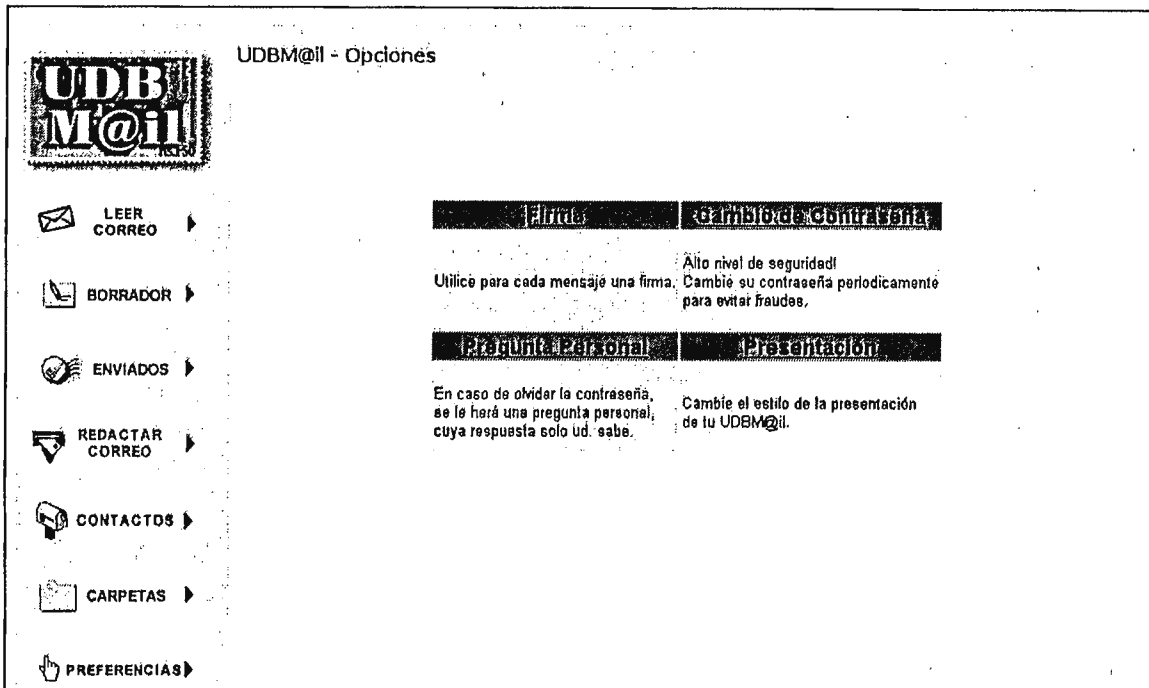 UDBM@il - Opciones
UDB
M@il
LEER
CORREO
BORRADOR
ENVIADOS
REDACTAR
CORREO
CONTACTOS
CARPETAS
PREFERENCIAS
Firma
Cambio de Contraseña
Utilice para cada mensaje una firma.
Alto nivel de seguridad!
Cambie su contraseña periodicamente
para evitar fraudes.
Pregunta Personal
Presentación
En caso de olvidar la contraseña,
se le hará una pregunta personal,
cuya respuesta solo ud. sabe.
Cambie el estilo de la presentación
de tu UDBM@il.